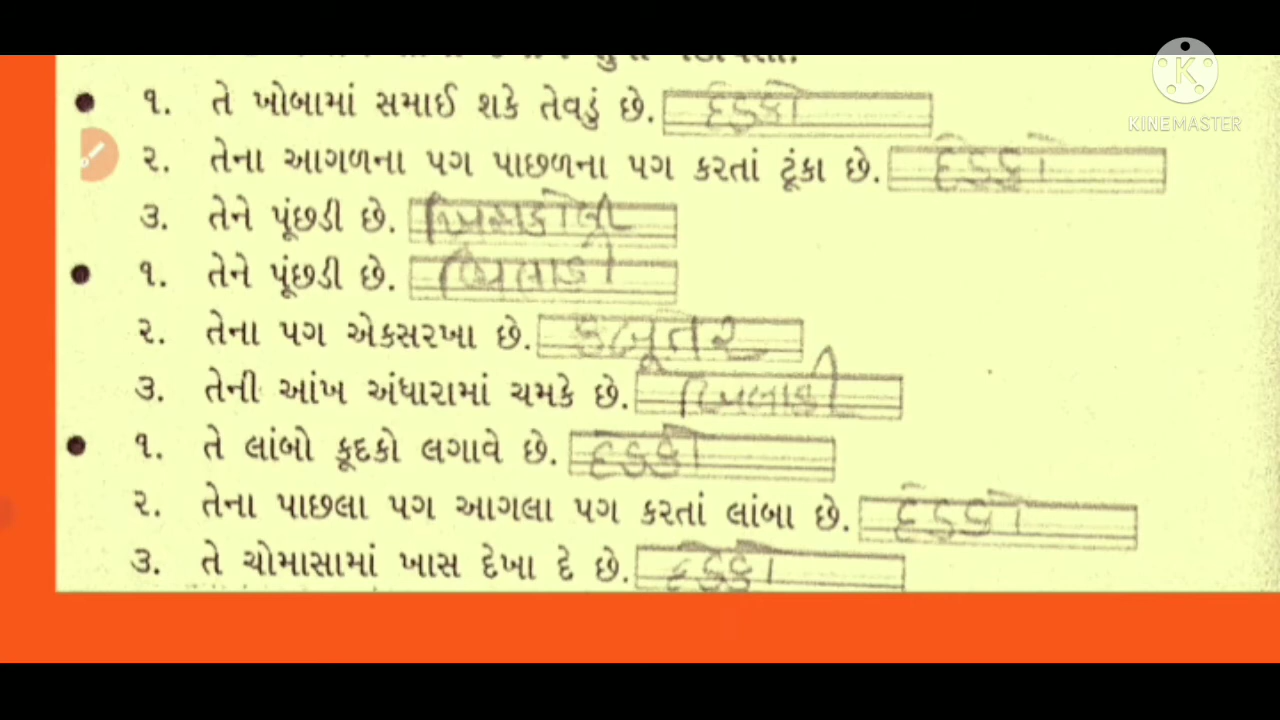 ૧. તે ખોબામાં સમાઈ શકે તેવડું છે. દેડકો
KINEMASTER
૨. તેના આગળના પગ પાછળના પગ કરતાં ટૂંકા છે. દેડકો
૩. તેને પૂંછડી છે. ખિસકોલી
૧. તેને પૂંછડી છે. બિલાડી
૨. તેના પગ એકસરખા છે. કબૂતર
૩. તેની આંખ અંધારામાં ચમકે છે. બિલાડી
૧. તે લાંબો કૂદકો લગાવે છે. દેડકો
૨. તેના પાછલા પગ આગલા પગ કરતાં લાંબા છે. દેડકો
૩. તે ચોમાસામાં ખાસ દેખા દે છે. દેડકો